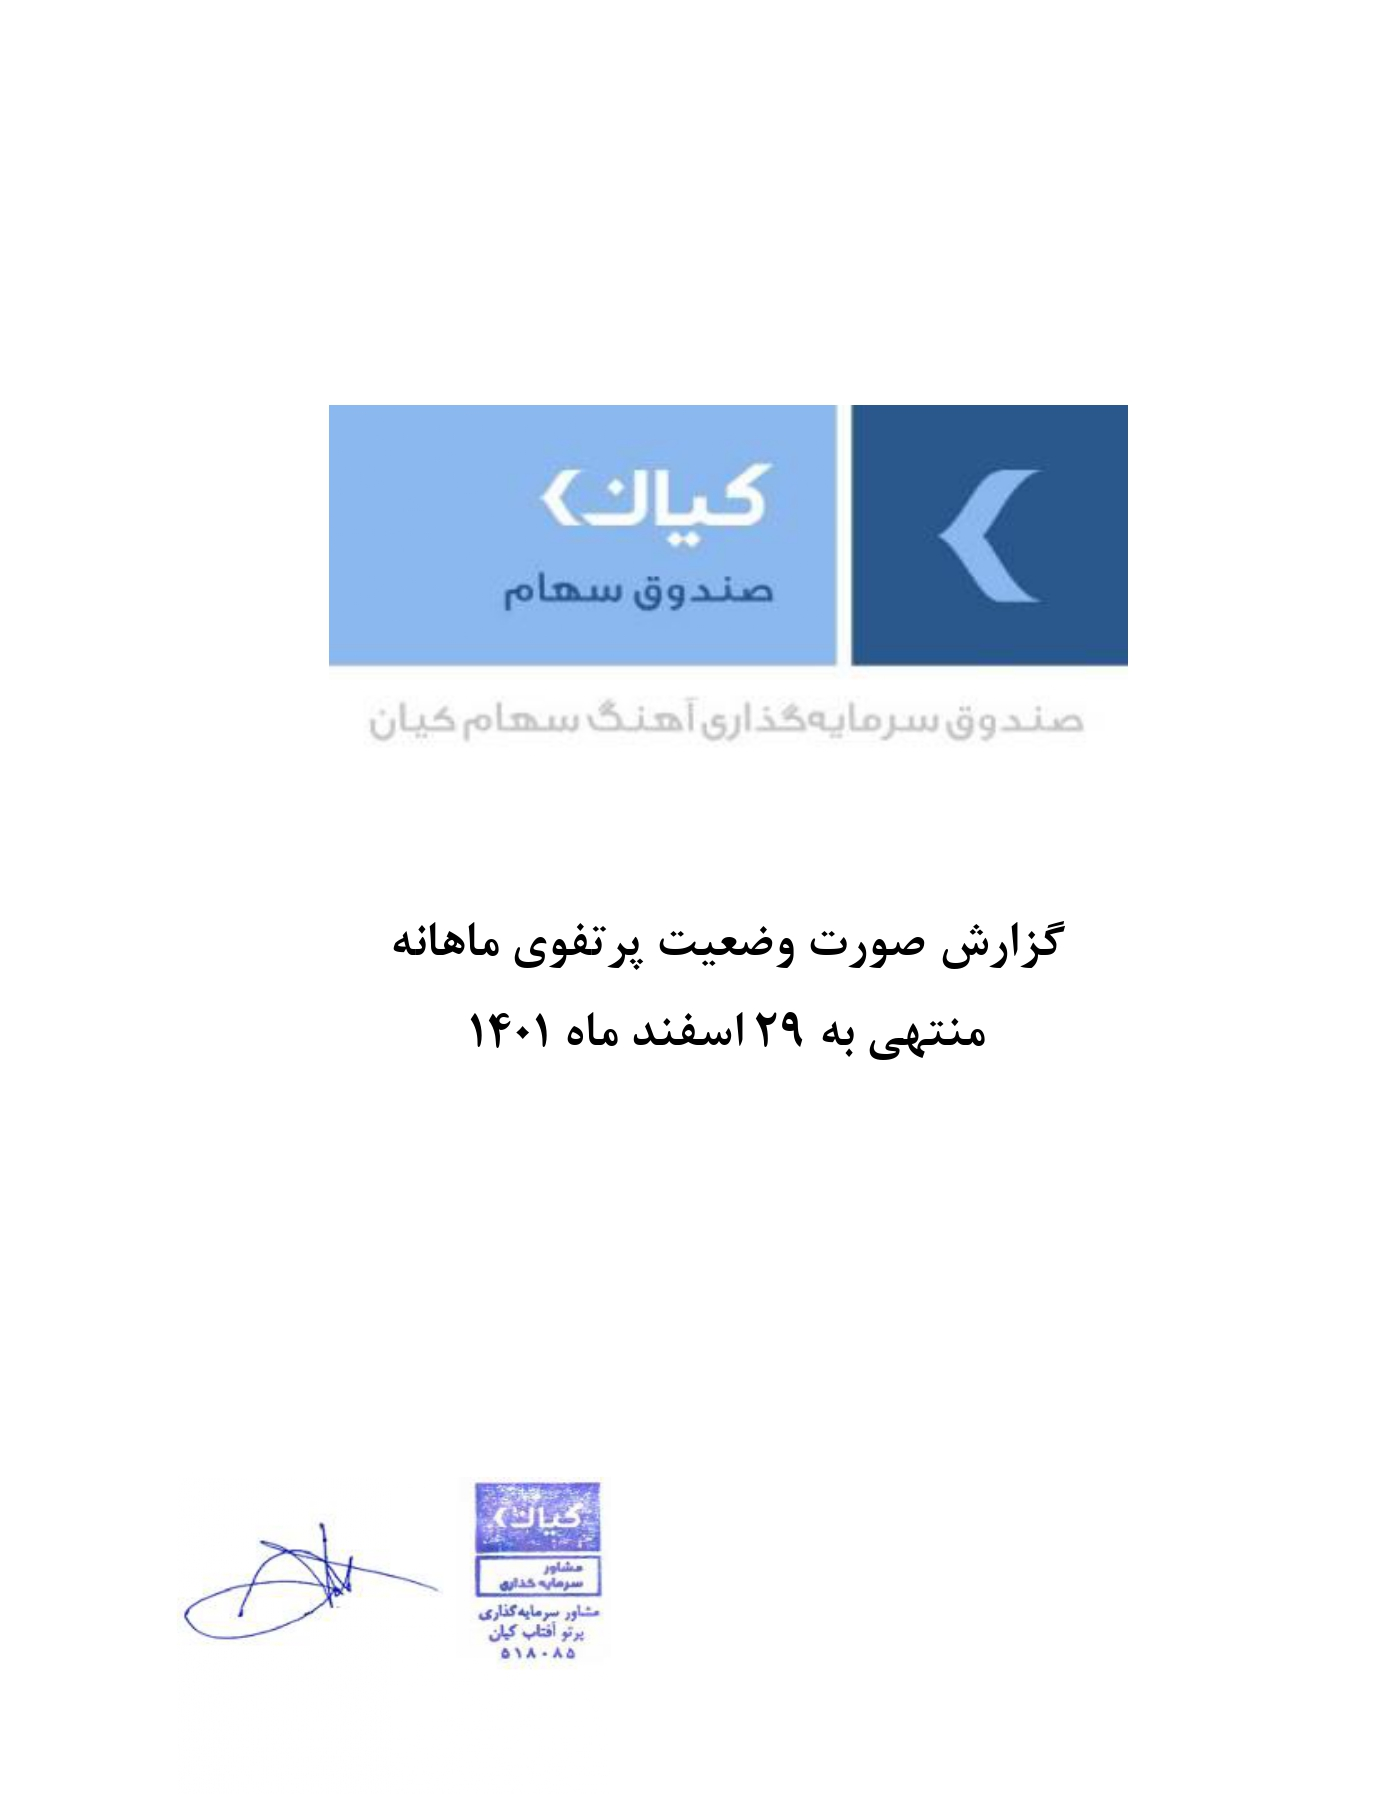 کیان
صندوق سهام
صندوق سرمایه‌گذاری آهنگ سهام کیان
گزارش صورت وضعیت پرتفوی ماهانه
منتهی به ۲۹ اسفند ماه ۱۴۰۱
کیان
مشاور
سرمایه گذاری
مشاور سرمایه‌گذاری
پرتو آفتاب کیان
۵۱۸۰۸۵